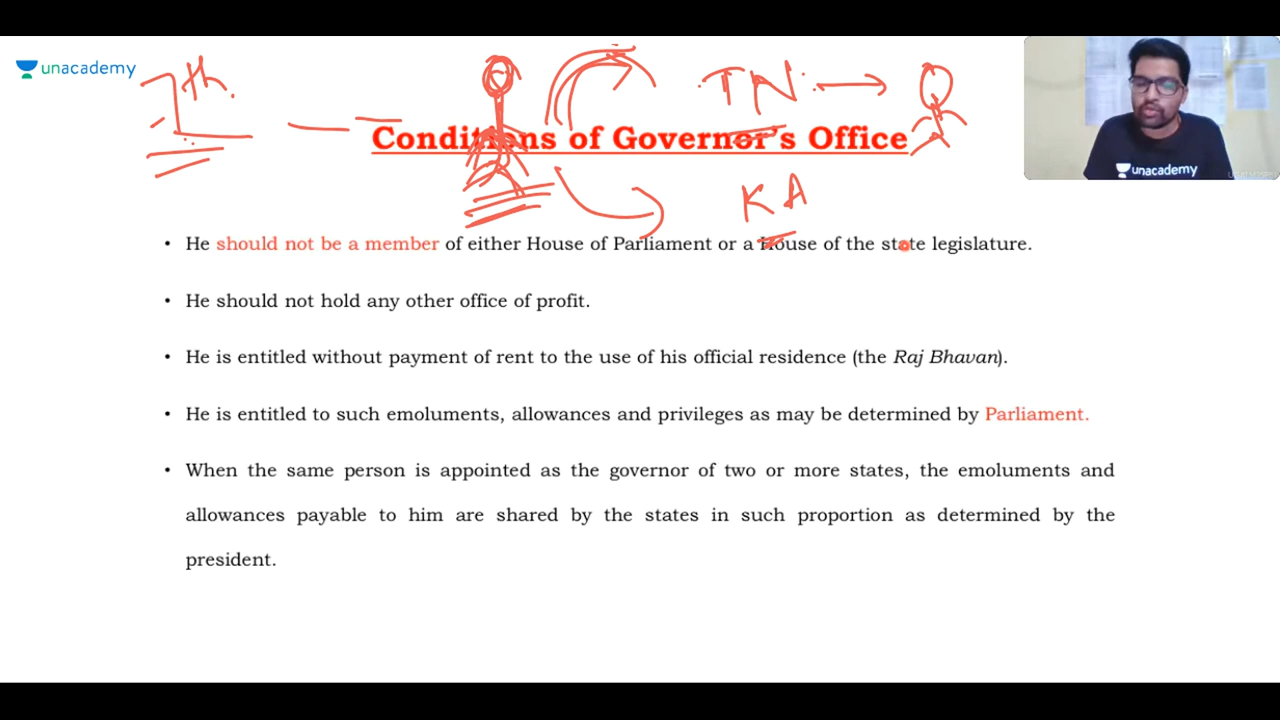 unacademy
7th.
TN
Conditions of Governor's Office
unacademy
KA
• He should not be a member of either House of Parliament or a House of the state legislature.
• He should not hold any other office of profit.
• He is entitled without payment of rent to the use of his official residence (the Raj Bhavan).
• He is entitled to such emoluments, allowances and privileges as may be determined by Parliament.
• When the same person is appointed as the governor of two or more states, the emoluments and
allowances payable to him are shared by the states in such proportion as determined by the
president.